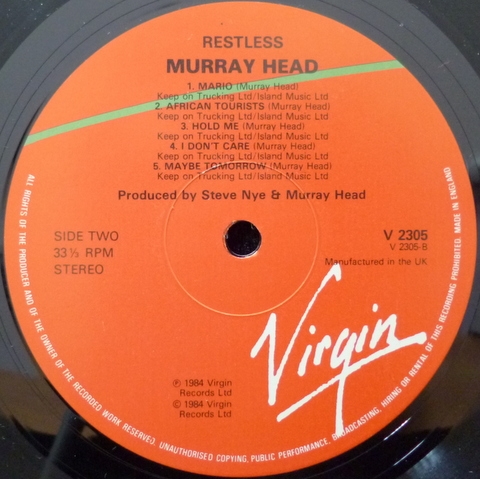 RESTLESS
MURRAY HEAD
1. MARIO (Murray Head)
Keep on Trucking Ltd/Island Music Ltd
2. AFRICAN TOURISTS (Murray Head)
Keep on Trucking Ltd/Island Music Ltd
3. HOLD ME (Murray Head)
Keep on Trucking Ltd/Island Music Ltd
4. I DON'T CARE (Murray Head)
Keep on Trucking Ltd/Island Music Ltd
5. MAYBE TOMORROW (Murray Head)
Keep on Trucking Ltd/Island Music Ltd
Produced by Steve Nye & Murray Head
SIDE TWO
33⅓ RPM
STEREO
V 2305
V 2305-B
Manufactured in the UK
Virgin
℗ 1984 Virgin
Records Ltd
© 1984 Virgin
Records Ltd
ALL RIGHTS OF THE PRODUCER AND OF THE OWNER OF THE RECORDED WORK RESERVED. UNAUTHORISED COPYING, PUBLIC PERFORMANCE, BROADCASTING, HIRING OR RENTAL OF THIS RECORDING PROHIBITED. MADE IN ENGLAND